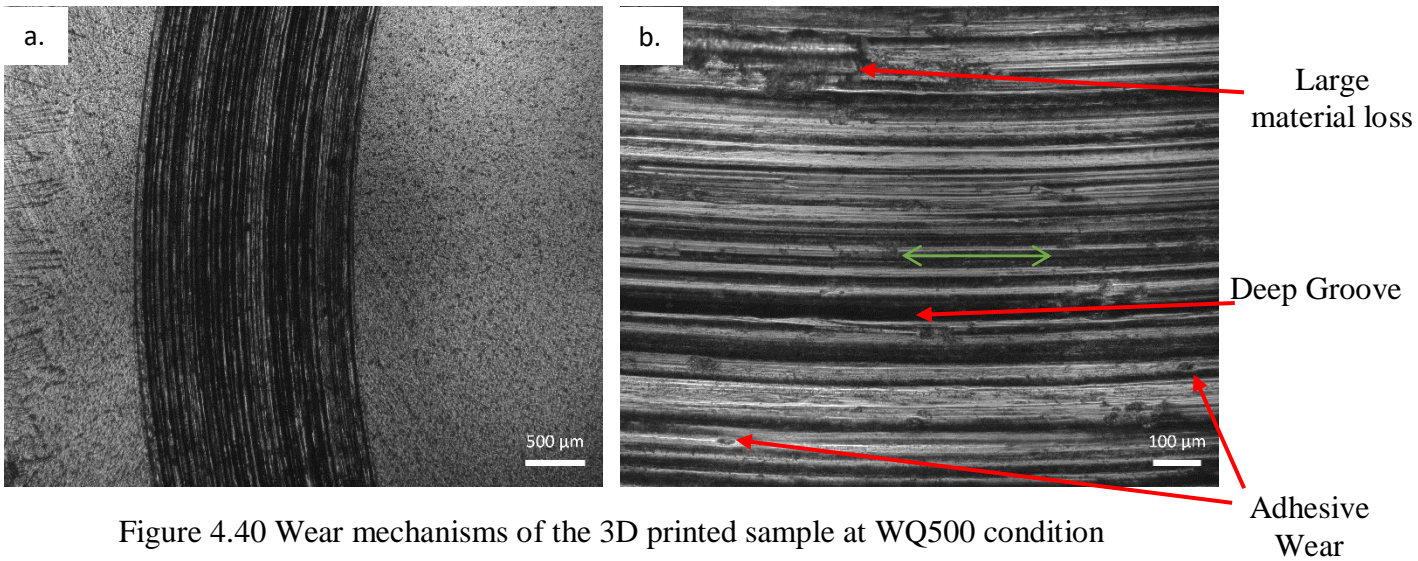 a.
b.
Large
material loss
Deep Groove
500 µm
100 µm
Adhesive
Wear
Figure 4.40 Wear mechanisms of the 3D printed sample at WQ500 condition